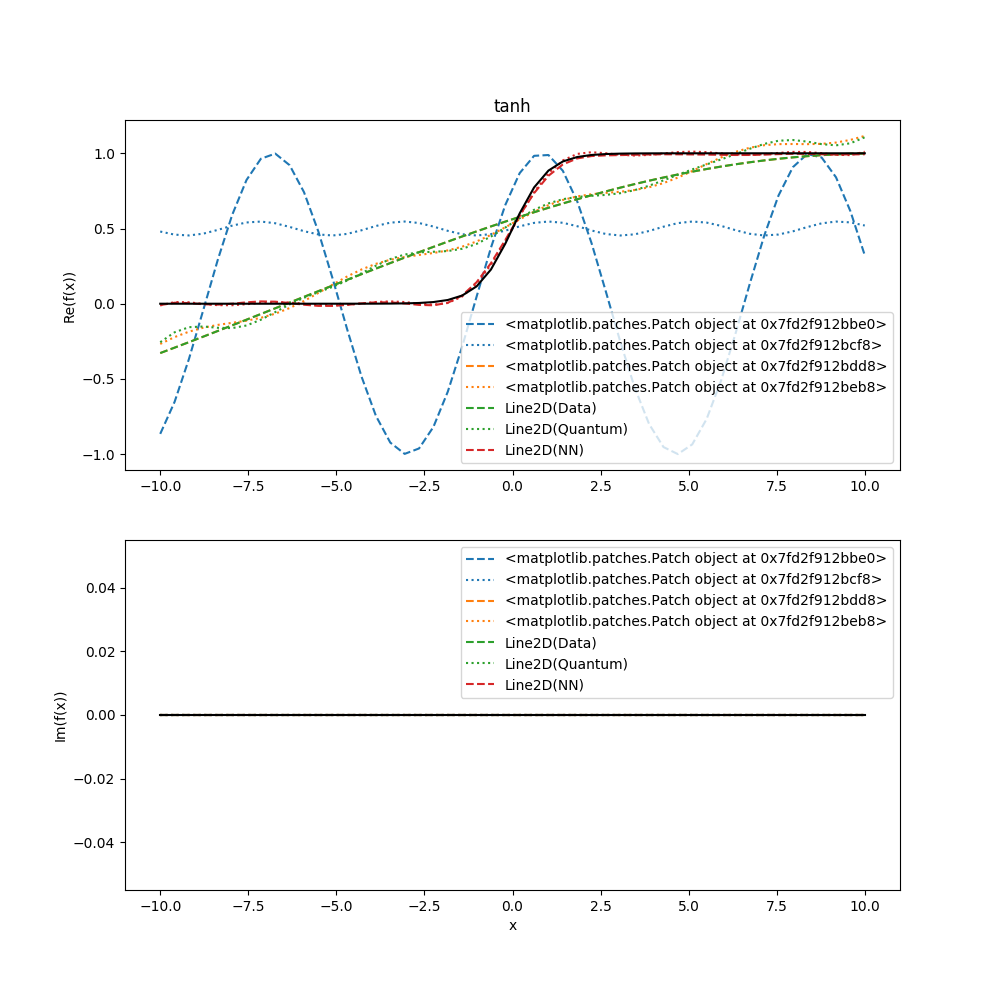 tanh
Re(f(x))
1.0
0.5
0.0
−0.5
−1.0
<matplotlib.patches.Patch object at 0x7fd2f912bbe0>
<matplotlib.patches.Patch object at 0x7fd2f912bcf8>
<matplotlib.patches.Patch object at 0x7fd2f912bdd8>
<matplotlib.patches.Patch object at 0x7fd2f912beb8>
Line2D(Data)
Line2D(Quantum)
Line2D(NN)
−10.0 −7.5 −5.0 −2.5 0.0 2.5 5.0 7.5 10.0
Im(f(x))
0.04
0.02
0.00
−0.02
−0.04
<matplotlib.patches.Patch object at 0x7fd2f912bbe0>
<matplotlib.patches.Patch object at 0x7fd2f912bcf8>
<matplotlib.patches.Patch object at 0x7fd2f912bdd8>
<matplotlib.patches.Patch object at 0x7fd2f912beb8>
Line2D(Data)
Line2D(Quantum)
Line2D(NN)
−10.0 −7.5 −5.0 −2.5 0.0 2.5 5.0 7.5 10.0
x